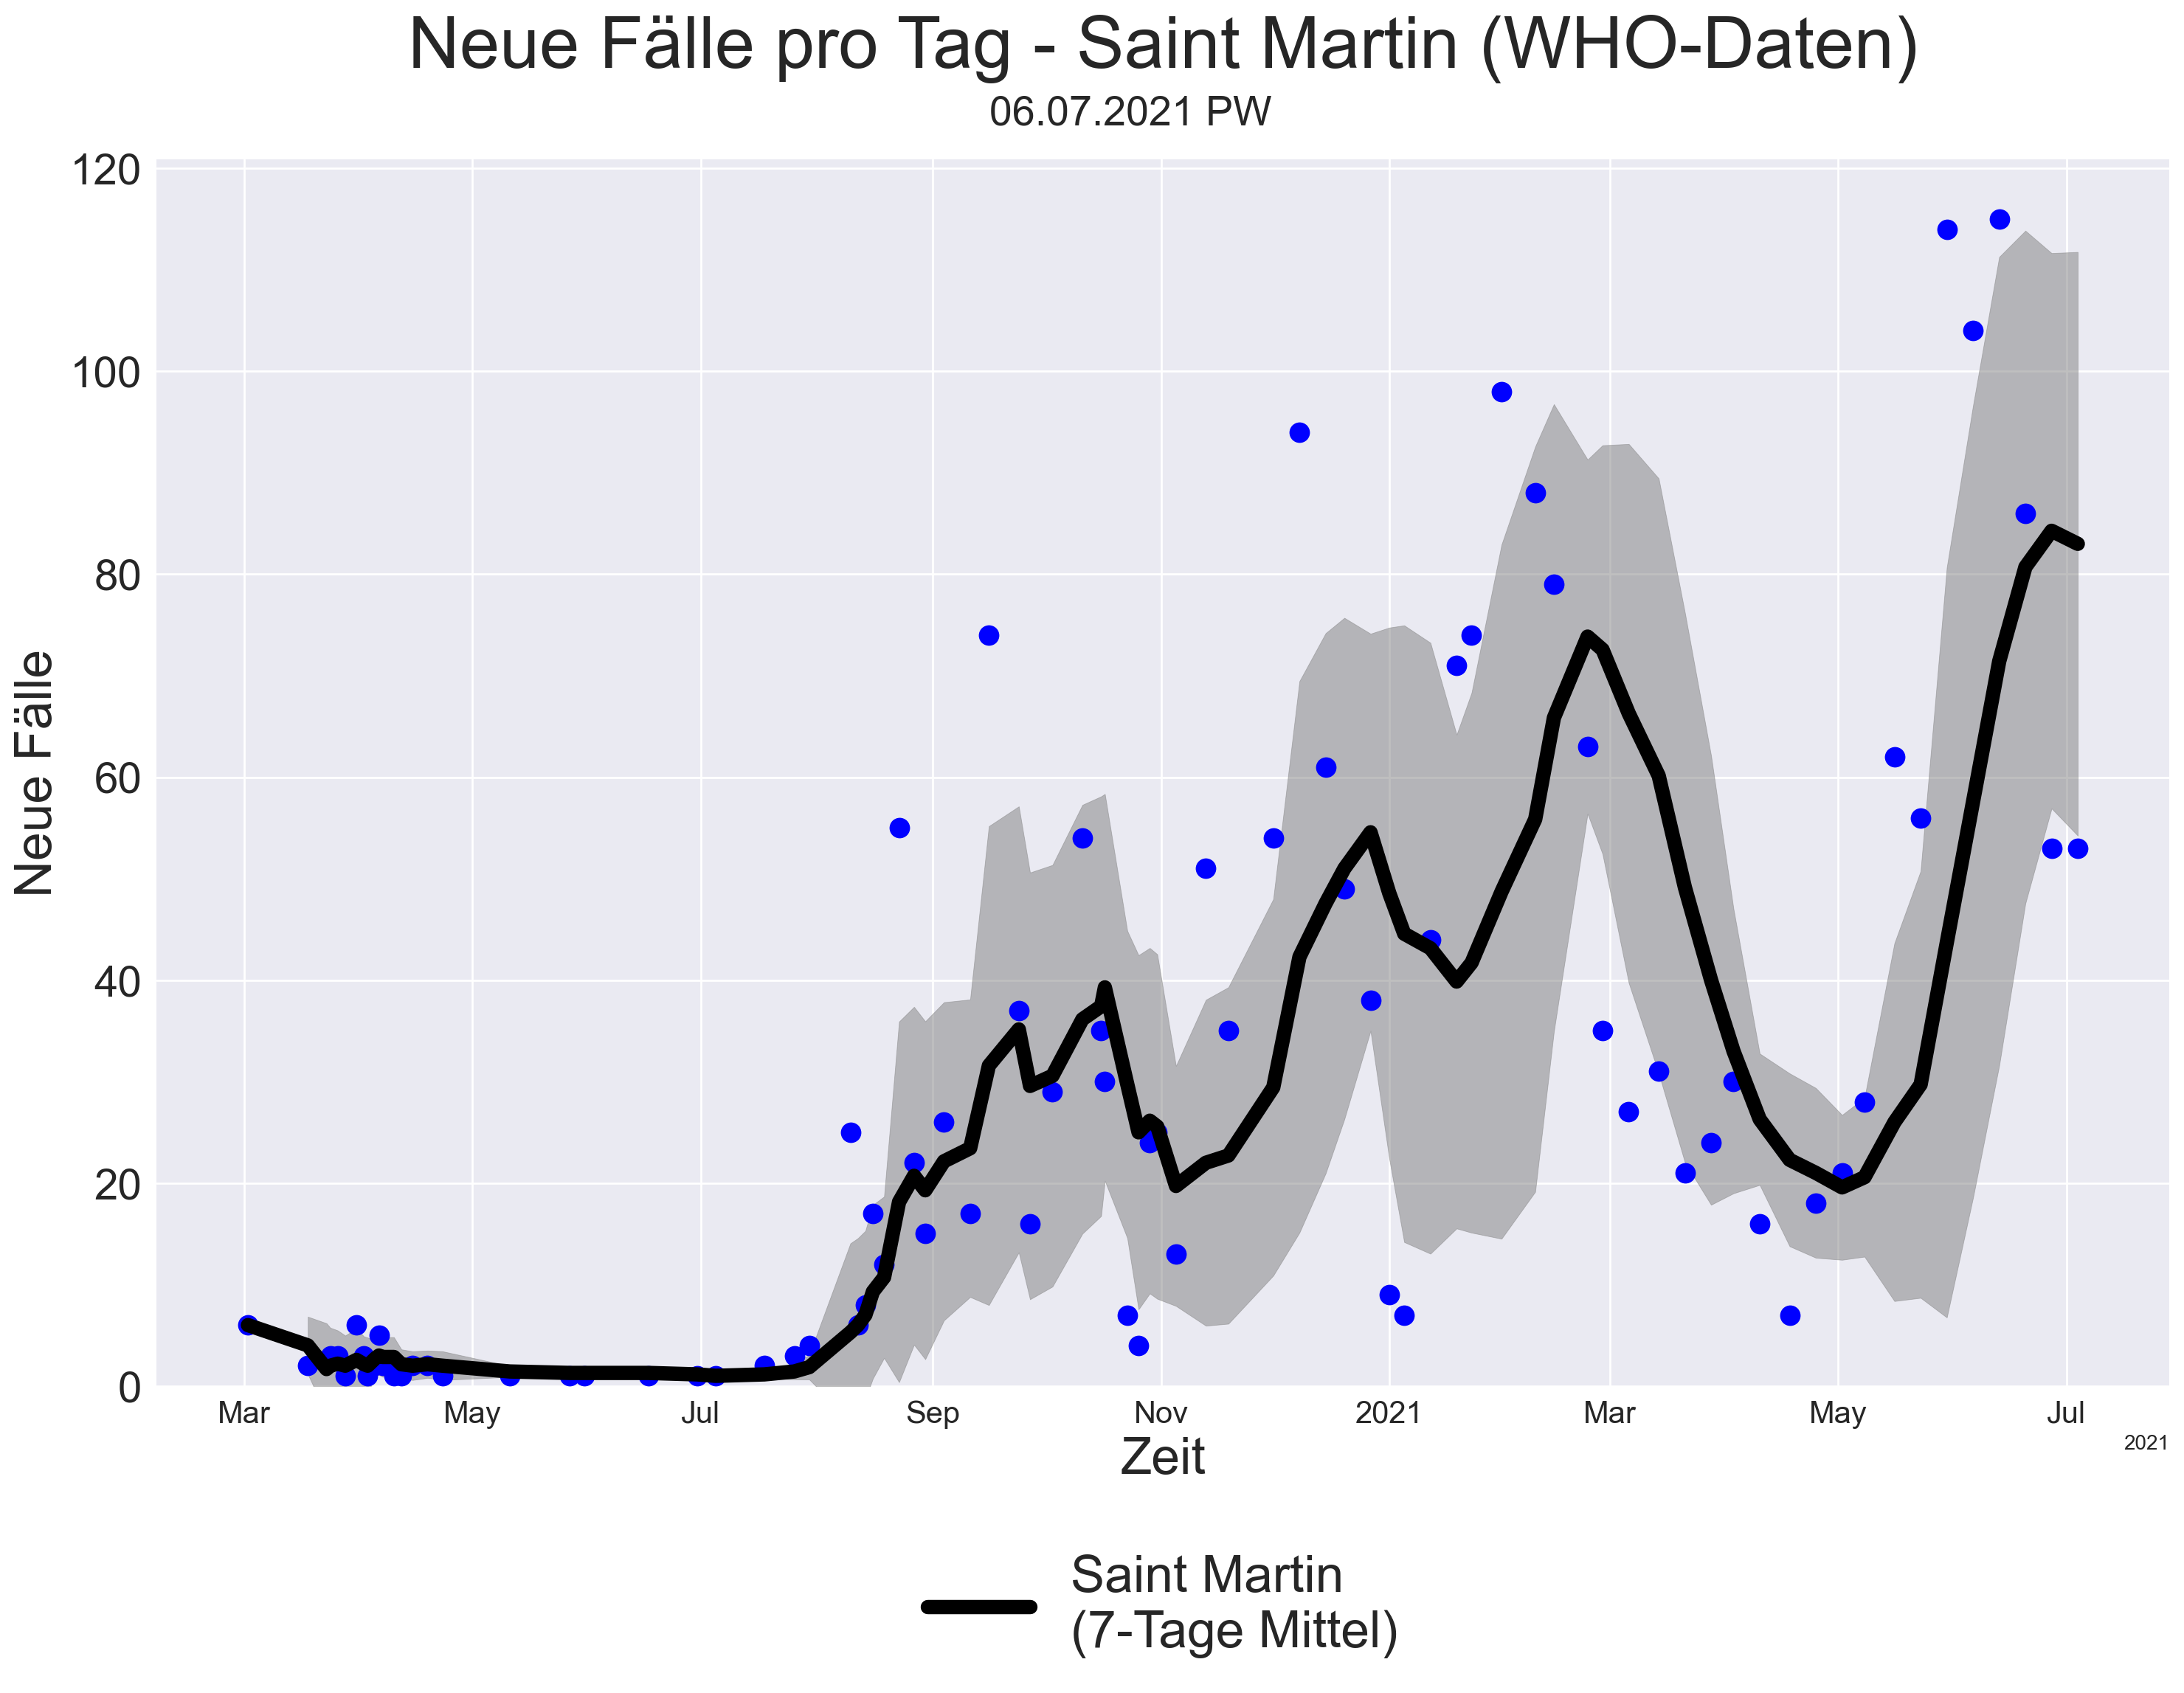 Neue Fälle pro Tag - Saint Martin (WHO-Daten)
06.07.2021 PW
120
100
80
60
40
20
0
Neue Fälle
Mar May Jul Sep Nov 2021 Mar May Jul
2021
Zeit
Saint Martin
(7-Tage Mittel)